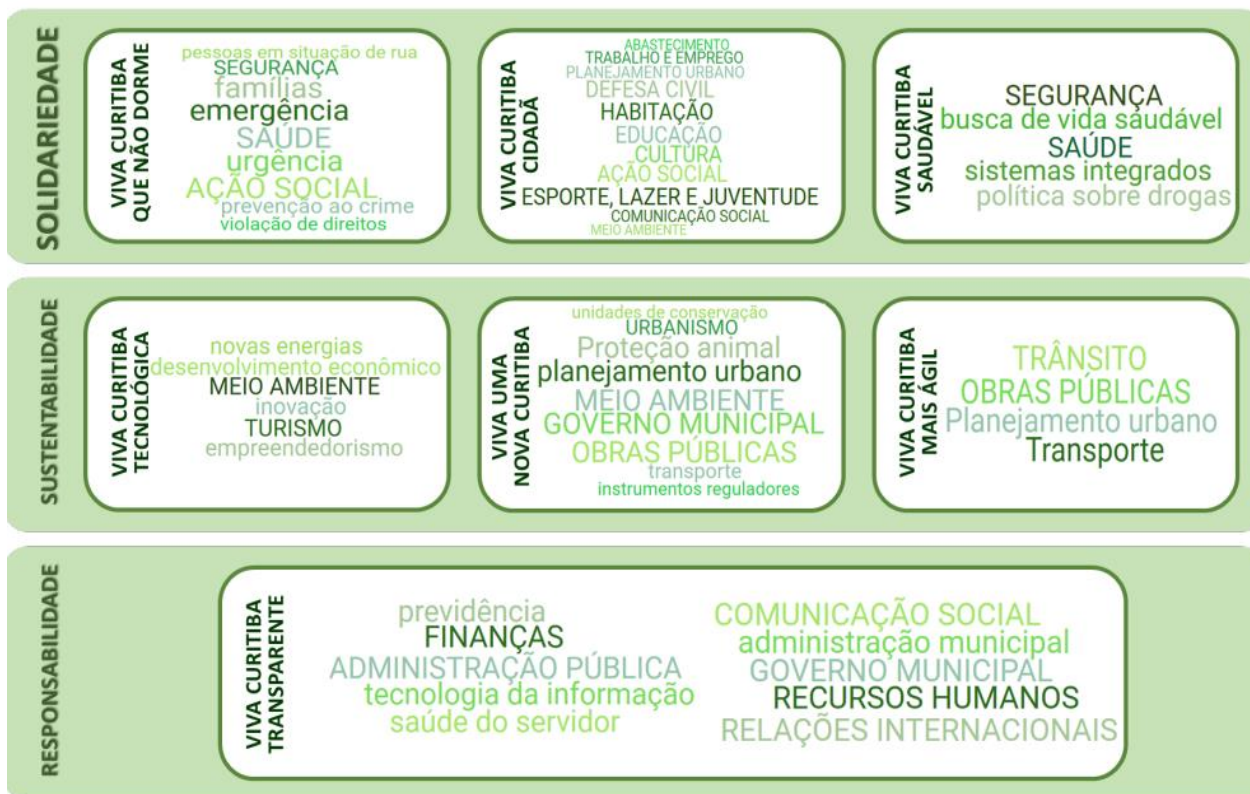 SOLIDARIEDADE
VIVA CURITIBA
QUE NÃO DORME
pessoas em situação de rua
SEGURANÇA
famílias
emergência
SAÚDE
urgência
AÇÃO SOCIAL
prevenção ao crime
violação de direitos
VIVA CURITIBA
CIDADÃ
ABASTECIMENTO
TRABALHO E EMPREGO
PLANEJAMENTO URBANO
DEFESA CIVIL
HABITAÇÃO
EDUCAÇÃO
CULTURA
AÇÃO SOCIAL
ESPORTE, LAZER E JUVENTUDE
COMUNICAÇÃO SOCIAL
MEIO AMBIENTE
VIVA CURITIBA
SAUDÁVEL
SEGURANÇA
busca de vida saudável
SAÚDE
sistemas integrados
política sobre drogas
SUSTENTABILIDADE
VIVA CURITIBA
TECNOLÓGICA
novas energias
desenvolvimento econômico
MEIO AMBIENTE
inovação
TURISMO
empreendedorismo
VIVA UMA
NOVA CURITIBA
unidades de conservação
URBANISMO
Proteção animal
planejamento urbano
MEIO AMBIENTE
GOVERNO MUNICIPAL
OBRAS PÚBLICAS
transporte
instrumentos reguladores
VIVA CURITIBA
MAIS ÁGIL
TRÂNSITO
OBRAS PÚBLICAS
Planejamento urbano
Transporte
RESPONSABILIDADE
VIVA CURITIBA
TRANSPARENTE
previdência
FINANÇAS
ADMINISTRAÇÃO PÚBLICA
tecnologia da informação
saúde do servidor
COMUNICAÇÃO SOCIAL
administração municipal
GOVERNO MUNICIPAL
RECURSOS HUMANOS
RELAÇÕES INTERNACIONAIS